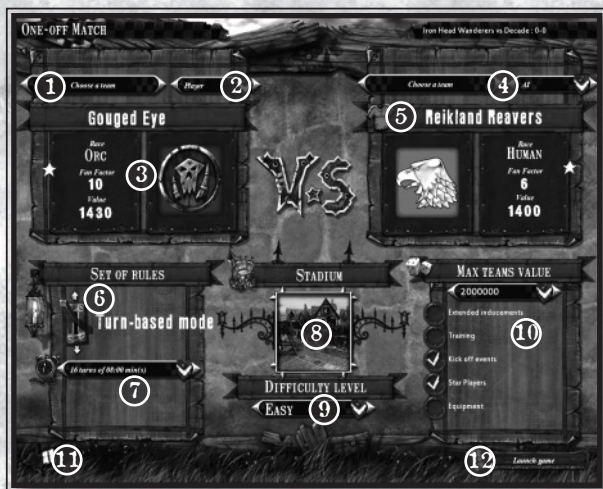 One-off Match
Iron Head Wanderers vs Decade : 0-0
1 Choose a team
2 Player
Choose a team
4 AI
Gouged Eye
5 Reikland Reavers
Race
Orc
Fan Factor
10
Value
1430
3
V.S
Race
Human
Fan Factor
6
Value
1400
Set of rules
6
Turn-based mode
16 turns of 08:00 min(s)
7
Stadium
8
Difficulty level
Easy
9
Max teams value
2000000
Extended inducements
10
Training
Kick off events
Star Players
Equipment
11
12 Launch game